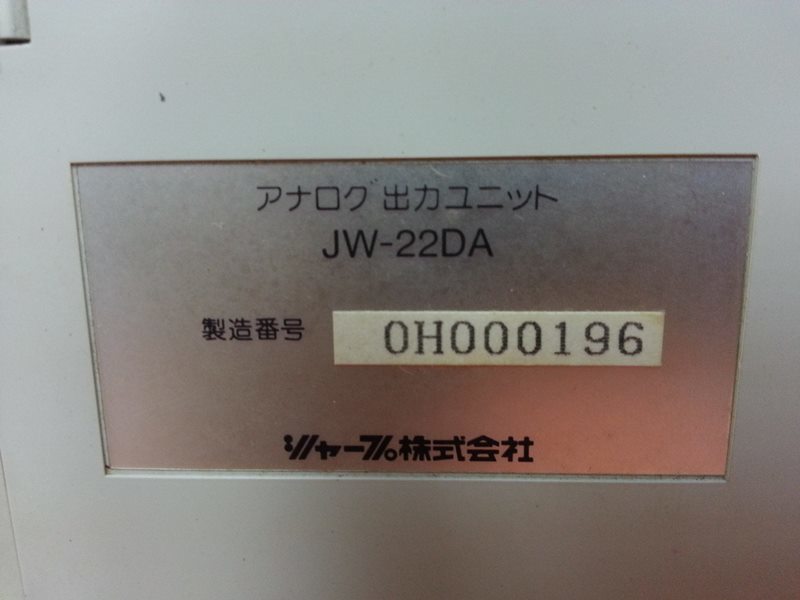 アナログ出力ユニット
JW-22DA
製造番号 0H000196
シャープ株式会社